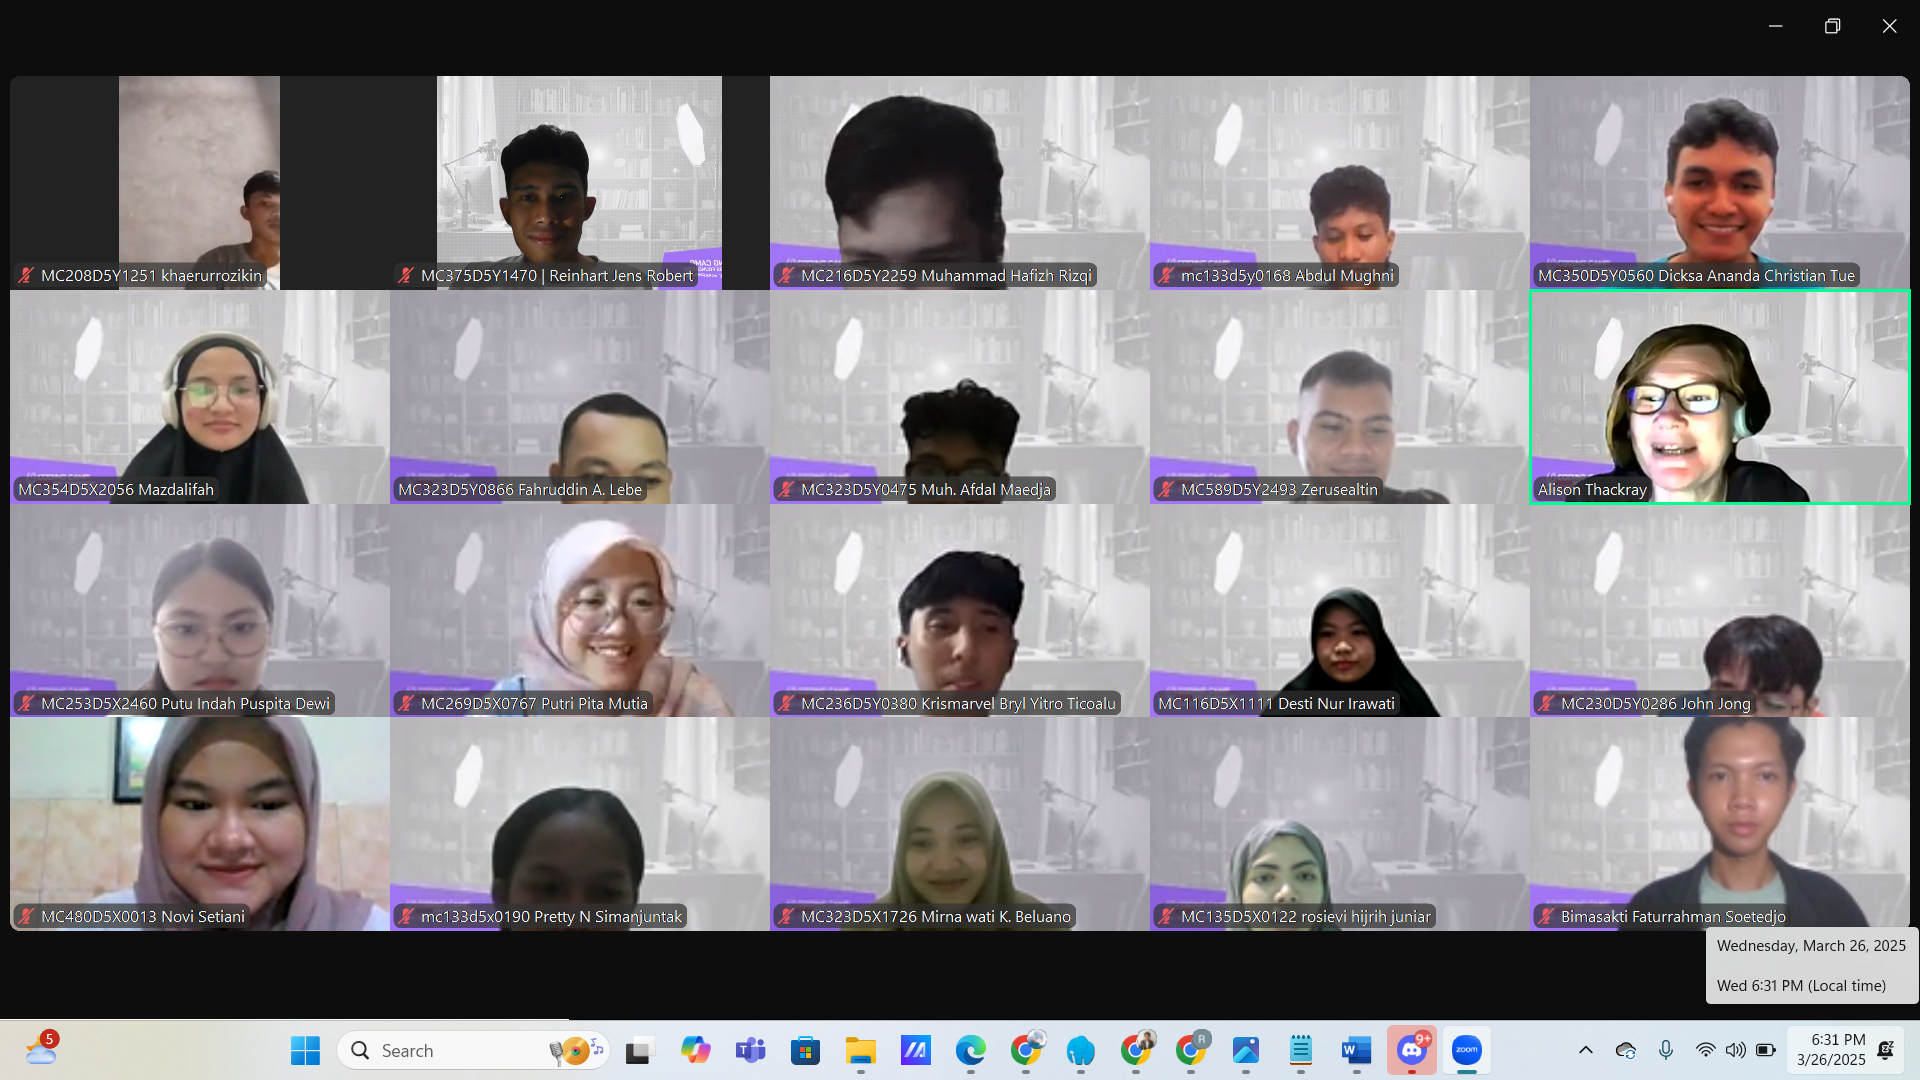 MC208D5Y1251 khaerurrozikin
MC375D5Y1470 | Reinhart Jens Robert
MC216D5Y2259 Muhammad Hafizh Rizqi
mc133d5y0168 Abdul Mughni
MC350D5Y0560 Dicksa Ananda Christian Tue
MC354D5X2056 Mazdalifah
MC323D5Y0866 Fahruddin A. Lebe
MC323D5Y0475 Muh. Afdal Maedja
MC589D5Y2493 Zerusealtin
Alison Thackray
MC253D5X2460 Putu Indah Puspita Dewi
MC269D5X0767 Putri Pita Mutia
MC236D5Y0380 Krismarvel Bryl Yitro Ticoalu
MC116D5X1111 Desti Nur Irawati
MC230D5Y0286 John Jong
MC480D5X0013 Novi Setiani
mc133d5x0190 Pretty N Simanjuntak
MC323D5X1726 Mirna wati K. Beluano
MC135D5X0122 rosievi hijrih juniar
Bimasakti Faturrahman Soetedjo
Wednesday, March 26, 2025
Wed 6:31 PM (Local time)
5
Search
R
W
9+
zoom
6:31 PM
3/26/2025